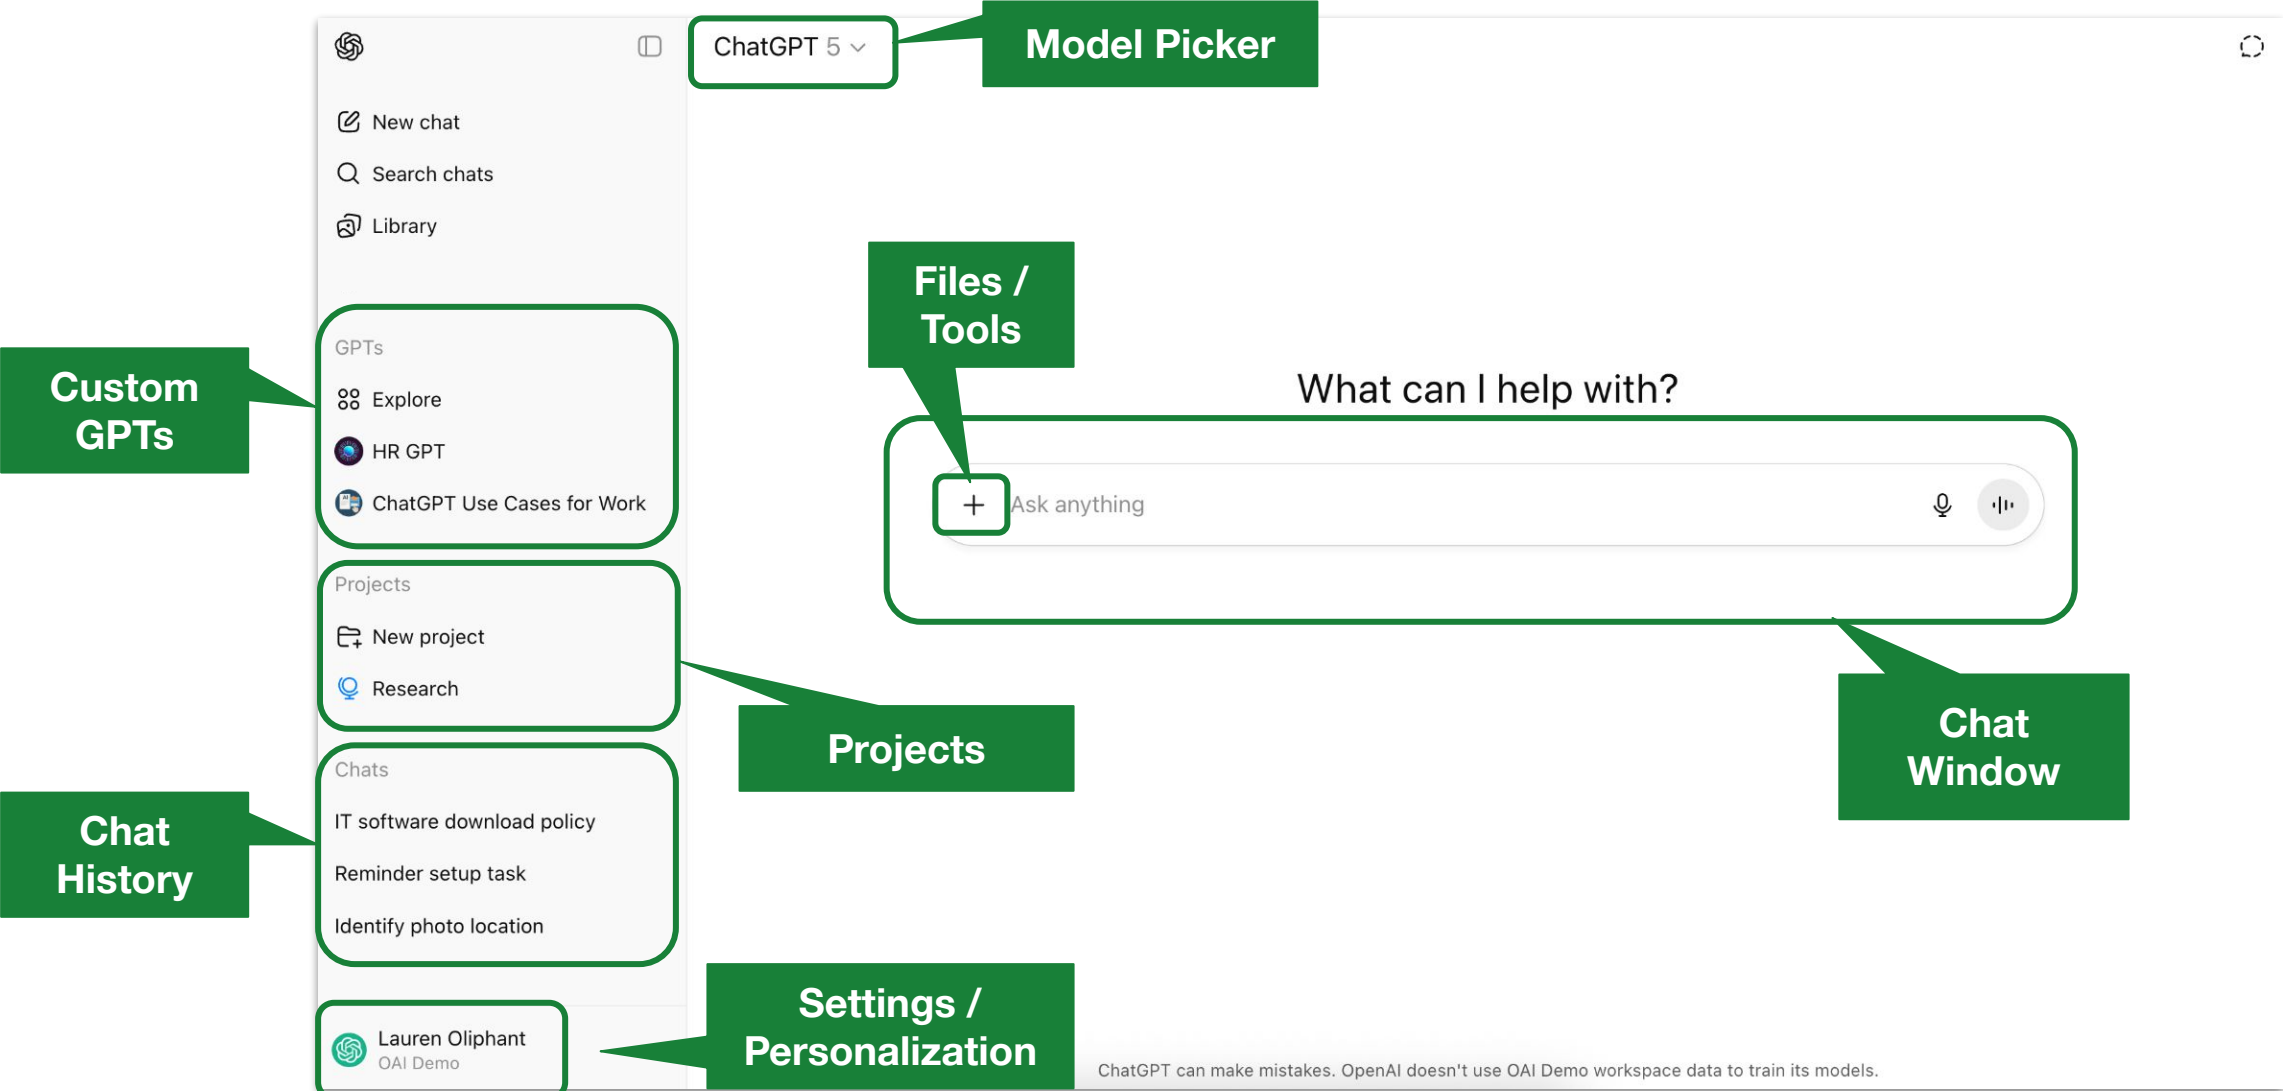 ChatGPT 5
Model Picker
New chat
Search chats
Library
Files /
Tools
GPTs
Explore
HR GPT
ChatGPT Use Cases for Work
Custom
GPTs
What can I help with?
Ask anything
Projects
New project
Research
Projects
Chat
Window
Chats
IT software download policy
Reminder setup task
Identify photo location
Chat
History
Lauren Oliphant
OAI Demo
Settings /
Personalization
ChatGPT can make mistakes. OpenAI doesn't use OAI Demo workspace data to train its models.